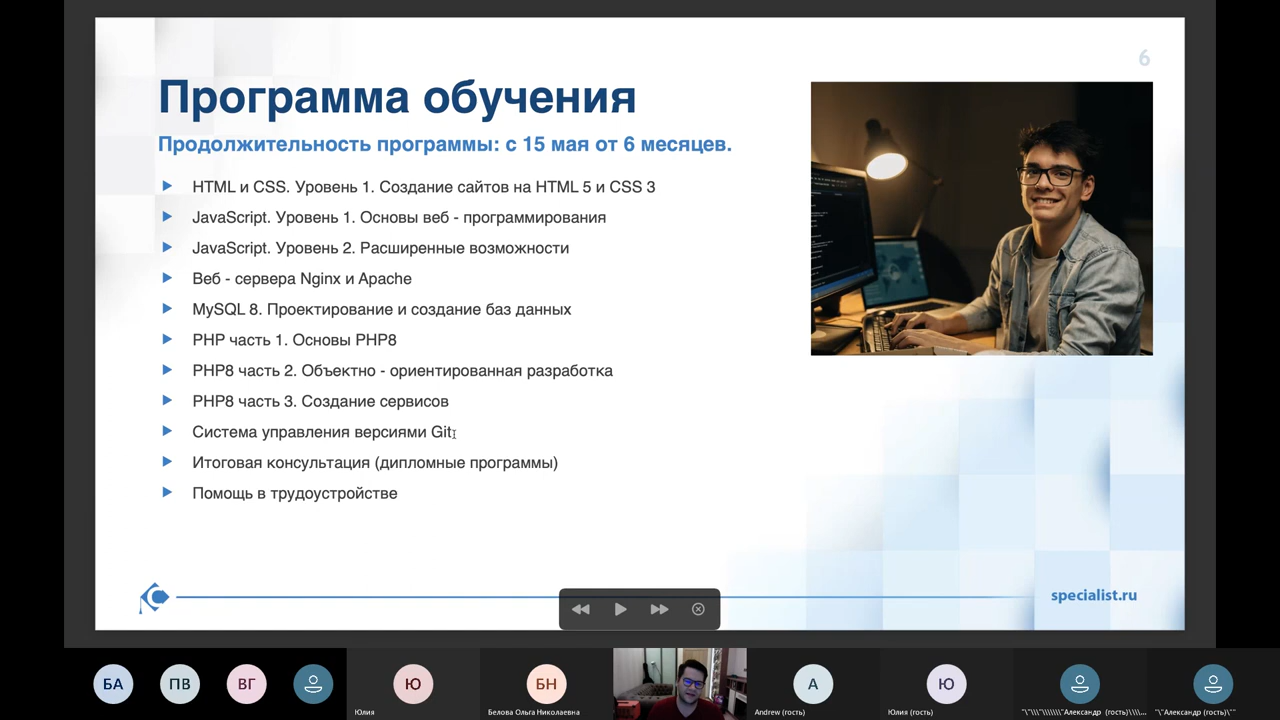 6
Программа обучения
Продолжительность программы: с 15 мая от 6 месяцев.
HTML и CSS. Уровень 1. Создание сайтов на HTML 5 и CSS 3
JavaScript. Уровень 1. Основы веб - программирования
JavaScript. Уровень 2. Расширенные возможности
Веб - сервера Nginx и Apache
MySQL 8. Проектирование и создание баз данных
PHP часть 1. Основы PHP8
PHP8 часть 2. Объектно - ориентированная разработка
PHP8 часть 3. Создание сервисов
Система управления версиями Git
Итоговая консультация (дипломные программы)
Помощь в трудоустройстве
specialist.ru
БА ПВ ВГ Ю БН А Ю
Юлия
Белова Ольга Николаевна
Andrew (гость)
Юлия (гость)
"\"\\\"\\\\\\\"Александр (гость)\\\\...
"\"Александр (гость)\""